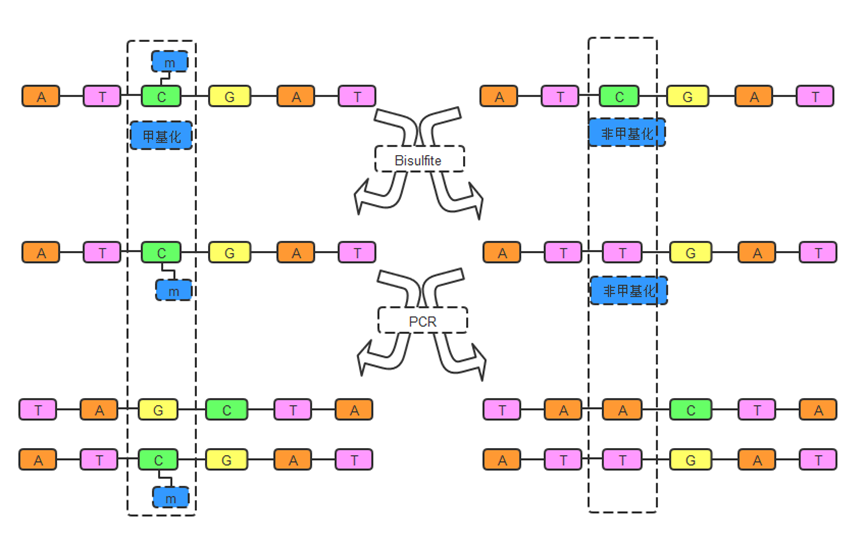 m
A T C G A T
A T C G A T
甲基化
非甲基化
Bisulfite
A T C G A T
A T T G A T
m
非甲基化
PCR
T A G C T A
T A A C T A
A T C G A T
A T T G A T
m